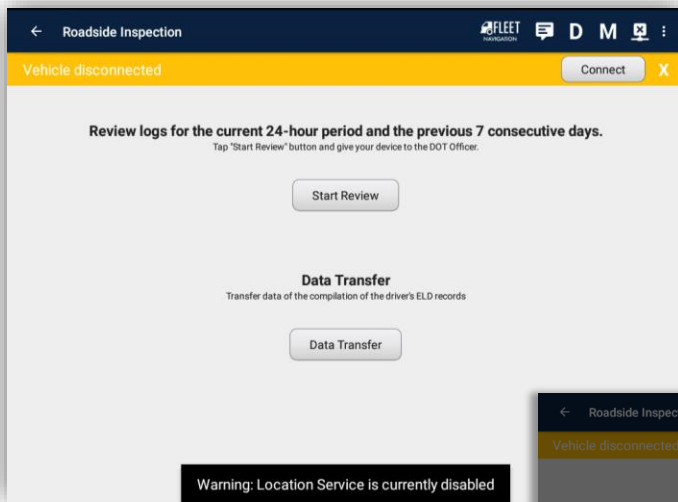 Roadside Inspection
FLEET
NAVIGATION
D M
Vehicle disconnected
Connect X
Review logs for the current 24-hour period and the previous 7 consecutive days.
Tap "Start Review" button and give your device to the DOT Officer.
Start Review
Data Transfer
Transfer data of the compilation of the driver's ELD records
Data Transfer
Warning: Location Service is currently disabled
Roadside Inspec
Vehicle disconnected